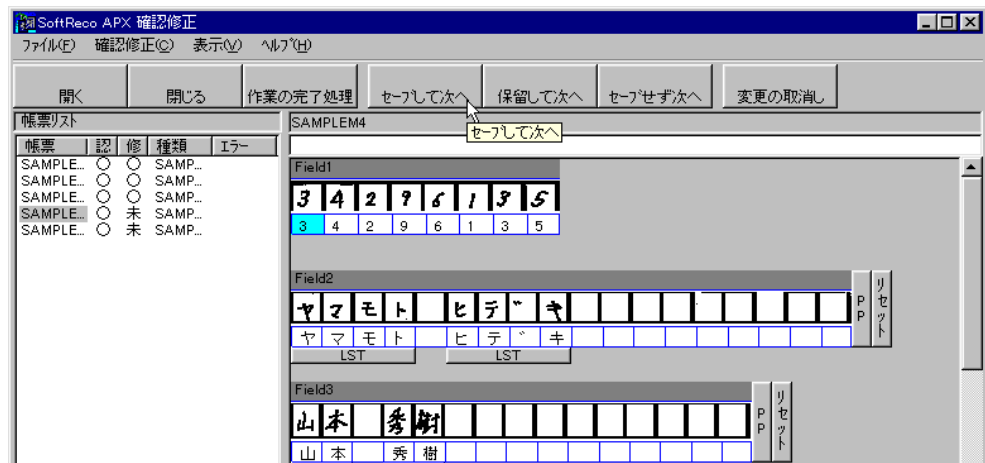 SoftReco APX 確認修正
ファイル(F) 確認修正(C) 表示(V) ヘルプ(H)
開く 閉じる 作業の完了処理 セーブして次へ 保留して次へ セーブせず次へ 変更の取消し
セーブして次へ
帳票リスト
帳票 認 修 種類 エラー
SAMPLE... ○ ○ SAMP...
SAMPLE... ○ ○ SAMP...
SAMPLE... ○ ○ SAMP...
SAMPLE... ○ 未 SAMP...
SAMPLE... ○ 未 SAMP...
SAMPLEM4
Field1
3 4 2 9 6 1 3 5
3 4 2 9 6 1 3 5
Field2
ヤ マ モ ト ヒ デ ゛ キ
ヤ マ モ ト ヒ テ ゛ キ
LST LST
PP リセット
Field3
山 本 秀 樹
山 本 秀 樹
PP リセット